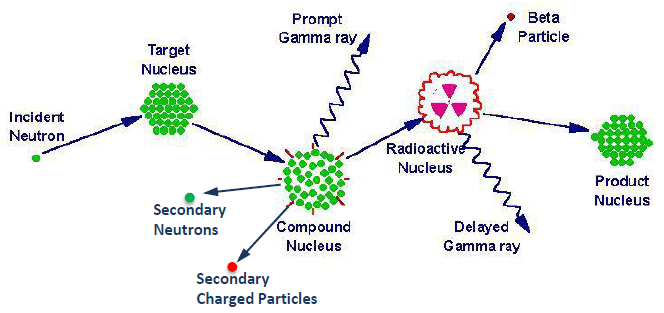 Incident
Neutron
Target
Nucleus
Prompt
Gamma ray
Secondary
Neutrons
Secondary
Charged Particles
Compound
Nucleus
Radioactive
Nucleus
Beta
Particle
Delayed
Gamma ray
Product
Nucleus